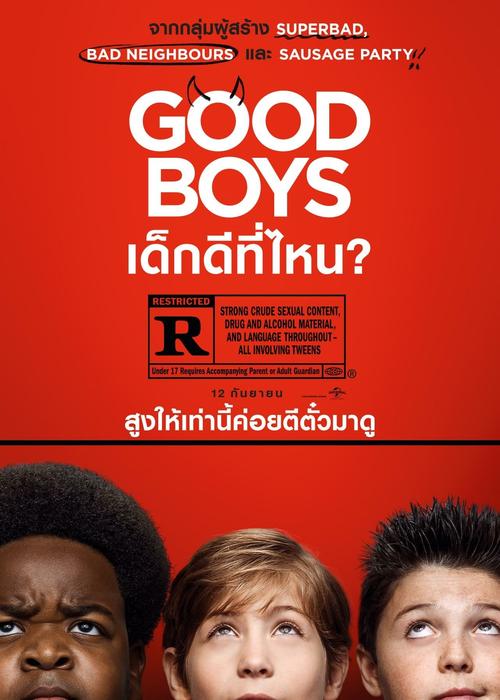 จากกลุ่มผู้สร้าง SUPERBAD,
BAD NEIGHBOURS และ SAUSAGE PARTY
GOOD
BOYS
เด็กดีที่ไหน?
RESTRICTED
R
STRONG CRUDE SEXUAL CONTENT,
DRUG AND ALCOHOL MATERIAL,
AND LANGUAGE THROUGHOUT–
ALL INVOLVING TWEENS
Under 17 Requires Accompanying Parent or Adult Guardian ®
12 กันยายน
สูงให้เท่านี้ค่อยตีตั๋วมาดู